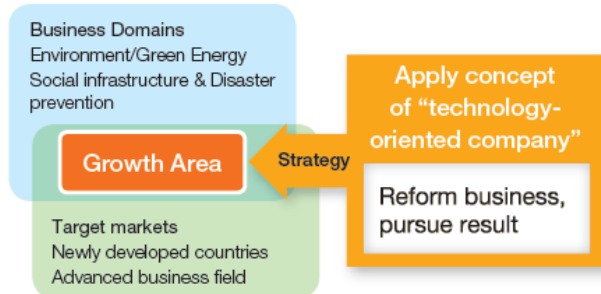 Business Domains
Environment/Green Energy
Social infrastructure & Disaster
prevention
Growth Area
Target markets
Newly developed countries
Advanced business field
Strategy
Apply concept
of “technology-
oriented company”
Reform business,
pursue result